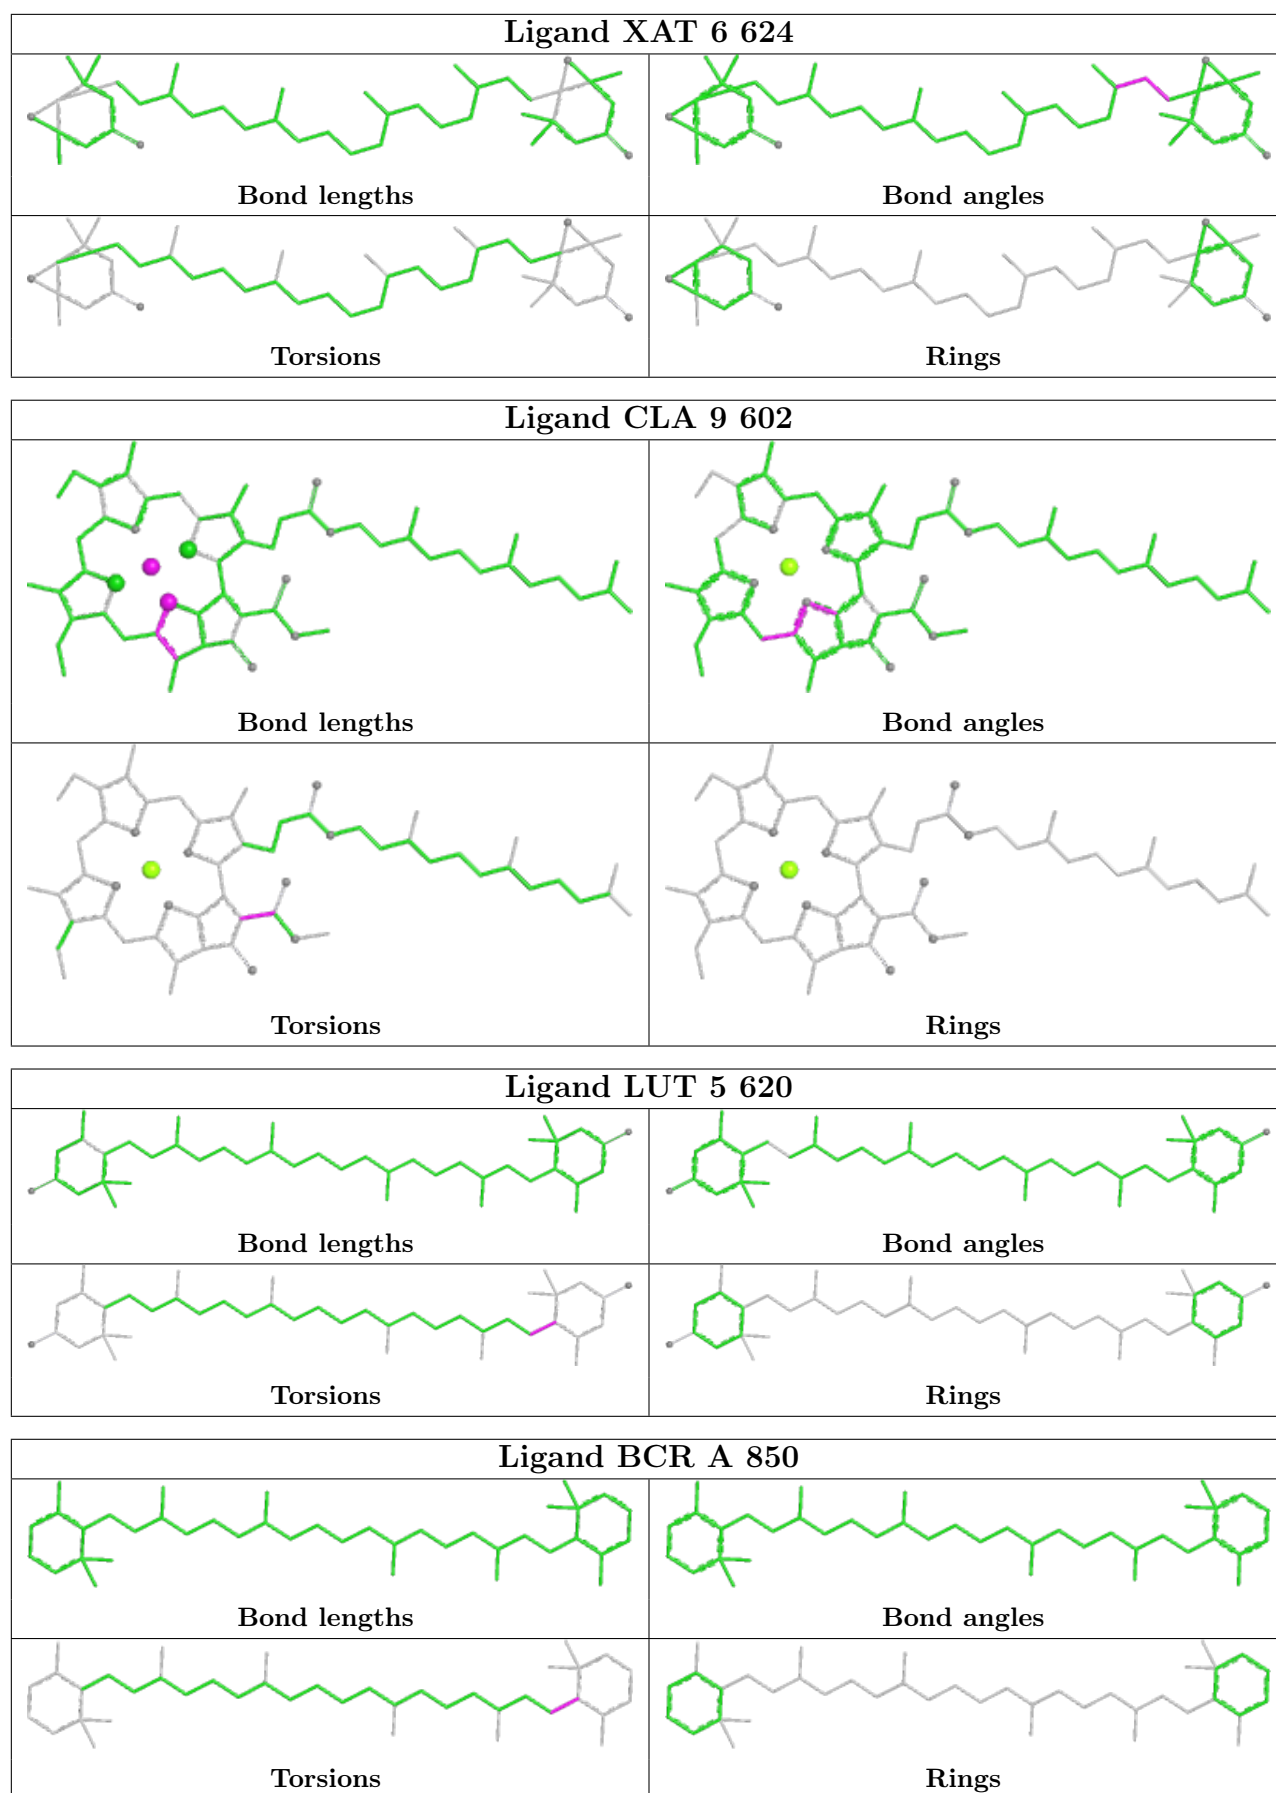 Ligand XAT 6 624
Bond lengths
Bond angles
Torsions
Rings
Ligand CLA 9 602
Bond lengths
Bond angles
Torsions
Rings
Ligand LUT 5 620
Bond lengths
Bond angles
Torsions
Rings
Ligand BCR A 850
Bond lengths
Bond angles
Torsions
Rings